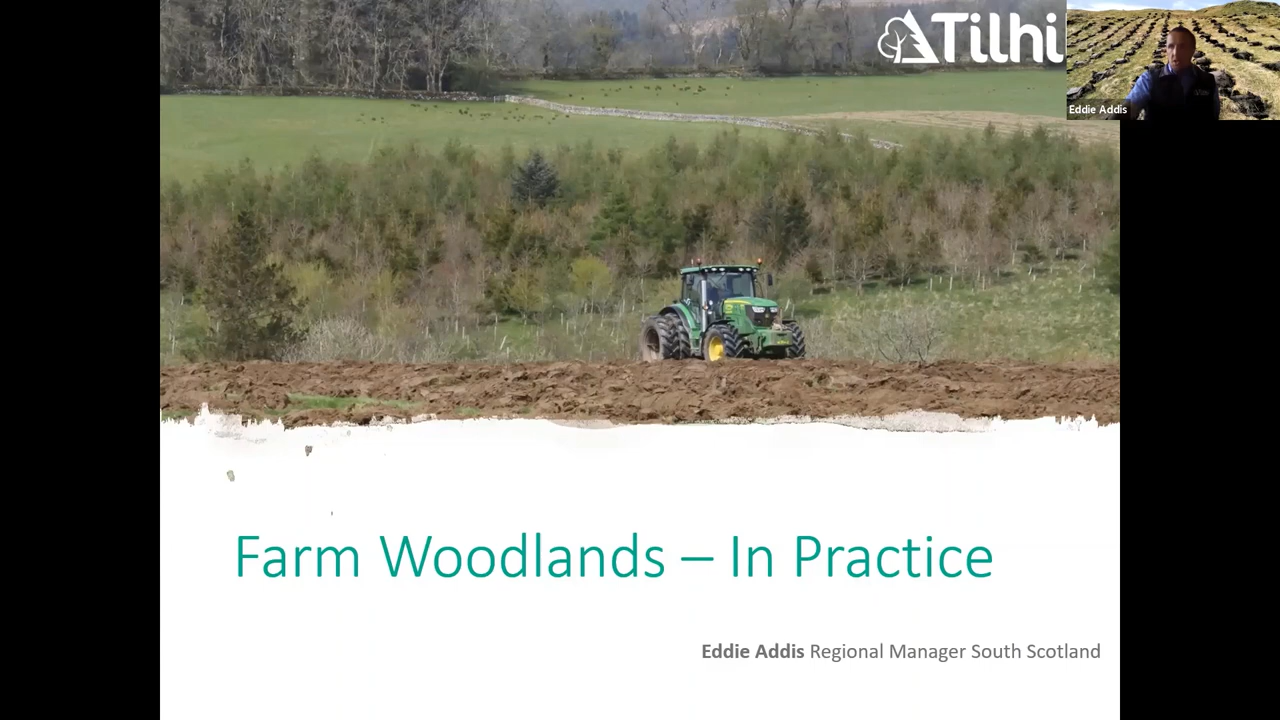 Tilhi
Eddie Addis
Farm Woodlands – In Practice
Eddie Addis Regional Manager South Scotland